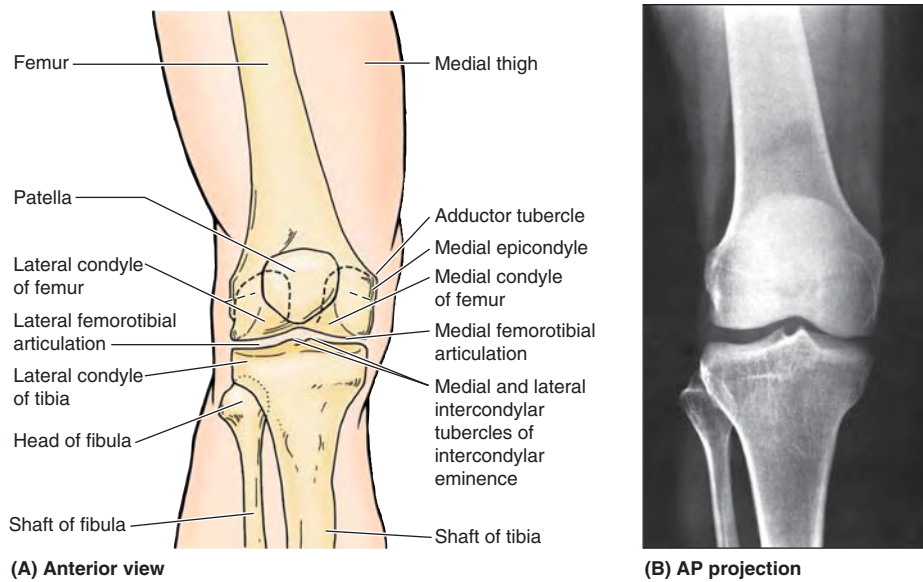 Femur
Medial thigh
Patella
Adductor tubercle
Medial epicondyle
Lateral condyle
of femur
Medial condyle
of femur
Lateral femorotibial
articulation
Medial femorotibial
articulation
Lateral condyle
of tibia
Medial and lateral
intercondylar
tubercles of
intercondylar
eminence
Head of fibula
Shaft of fibula
Shaft of tibia
(A) Anterior view
(B) AP projection